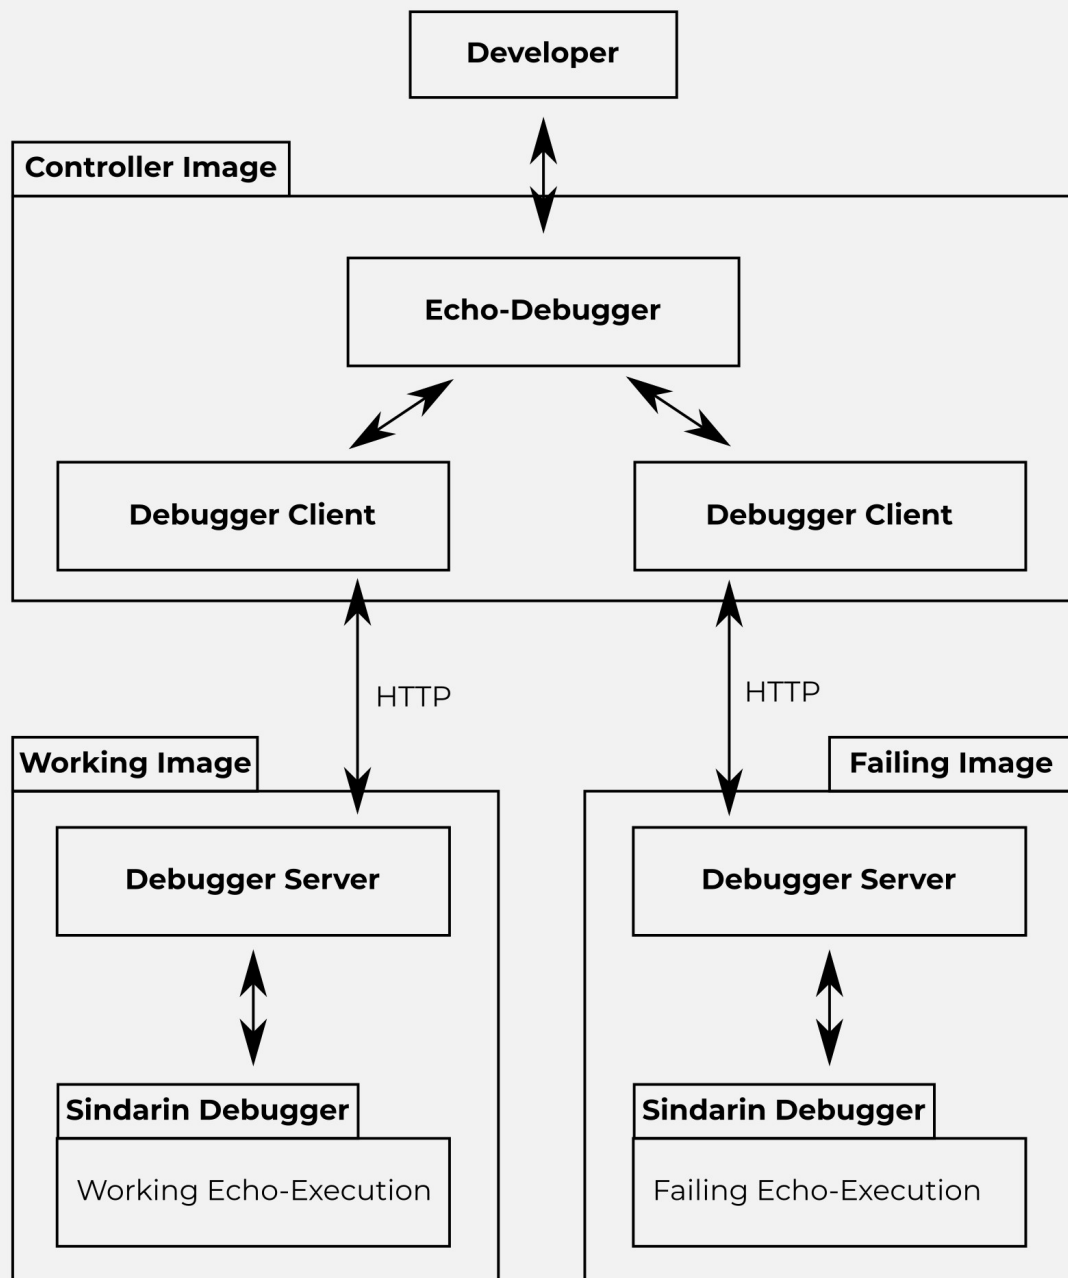 Developer
Controller Image
Echo-Debugger
Debugger Client
Debugger Client
HTTP
HTTP
Working Image
Failing Image
Debugger Server
Debugger Server
Sindarin Debugger
Sindarin Debugger
Working Echo-Execution
Failing Echo-Execution